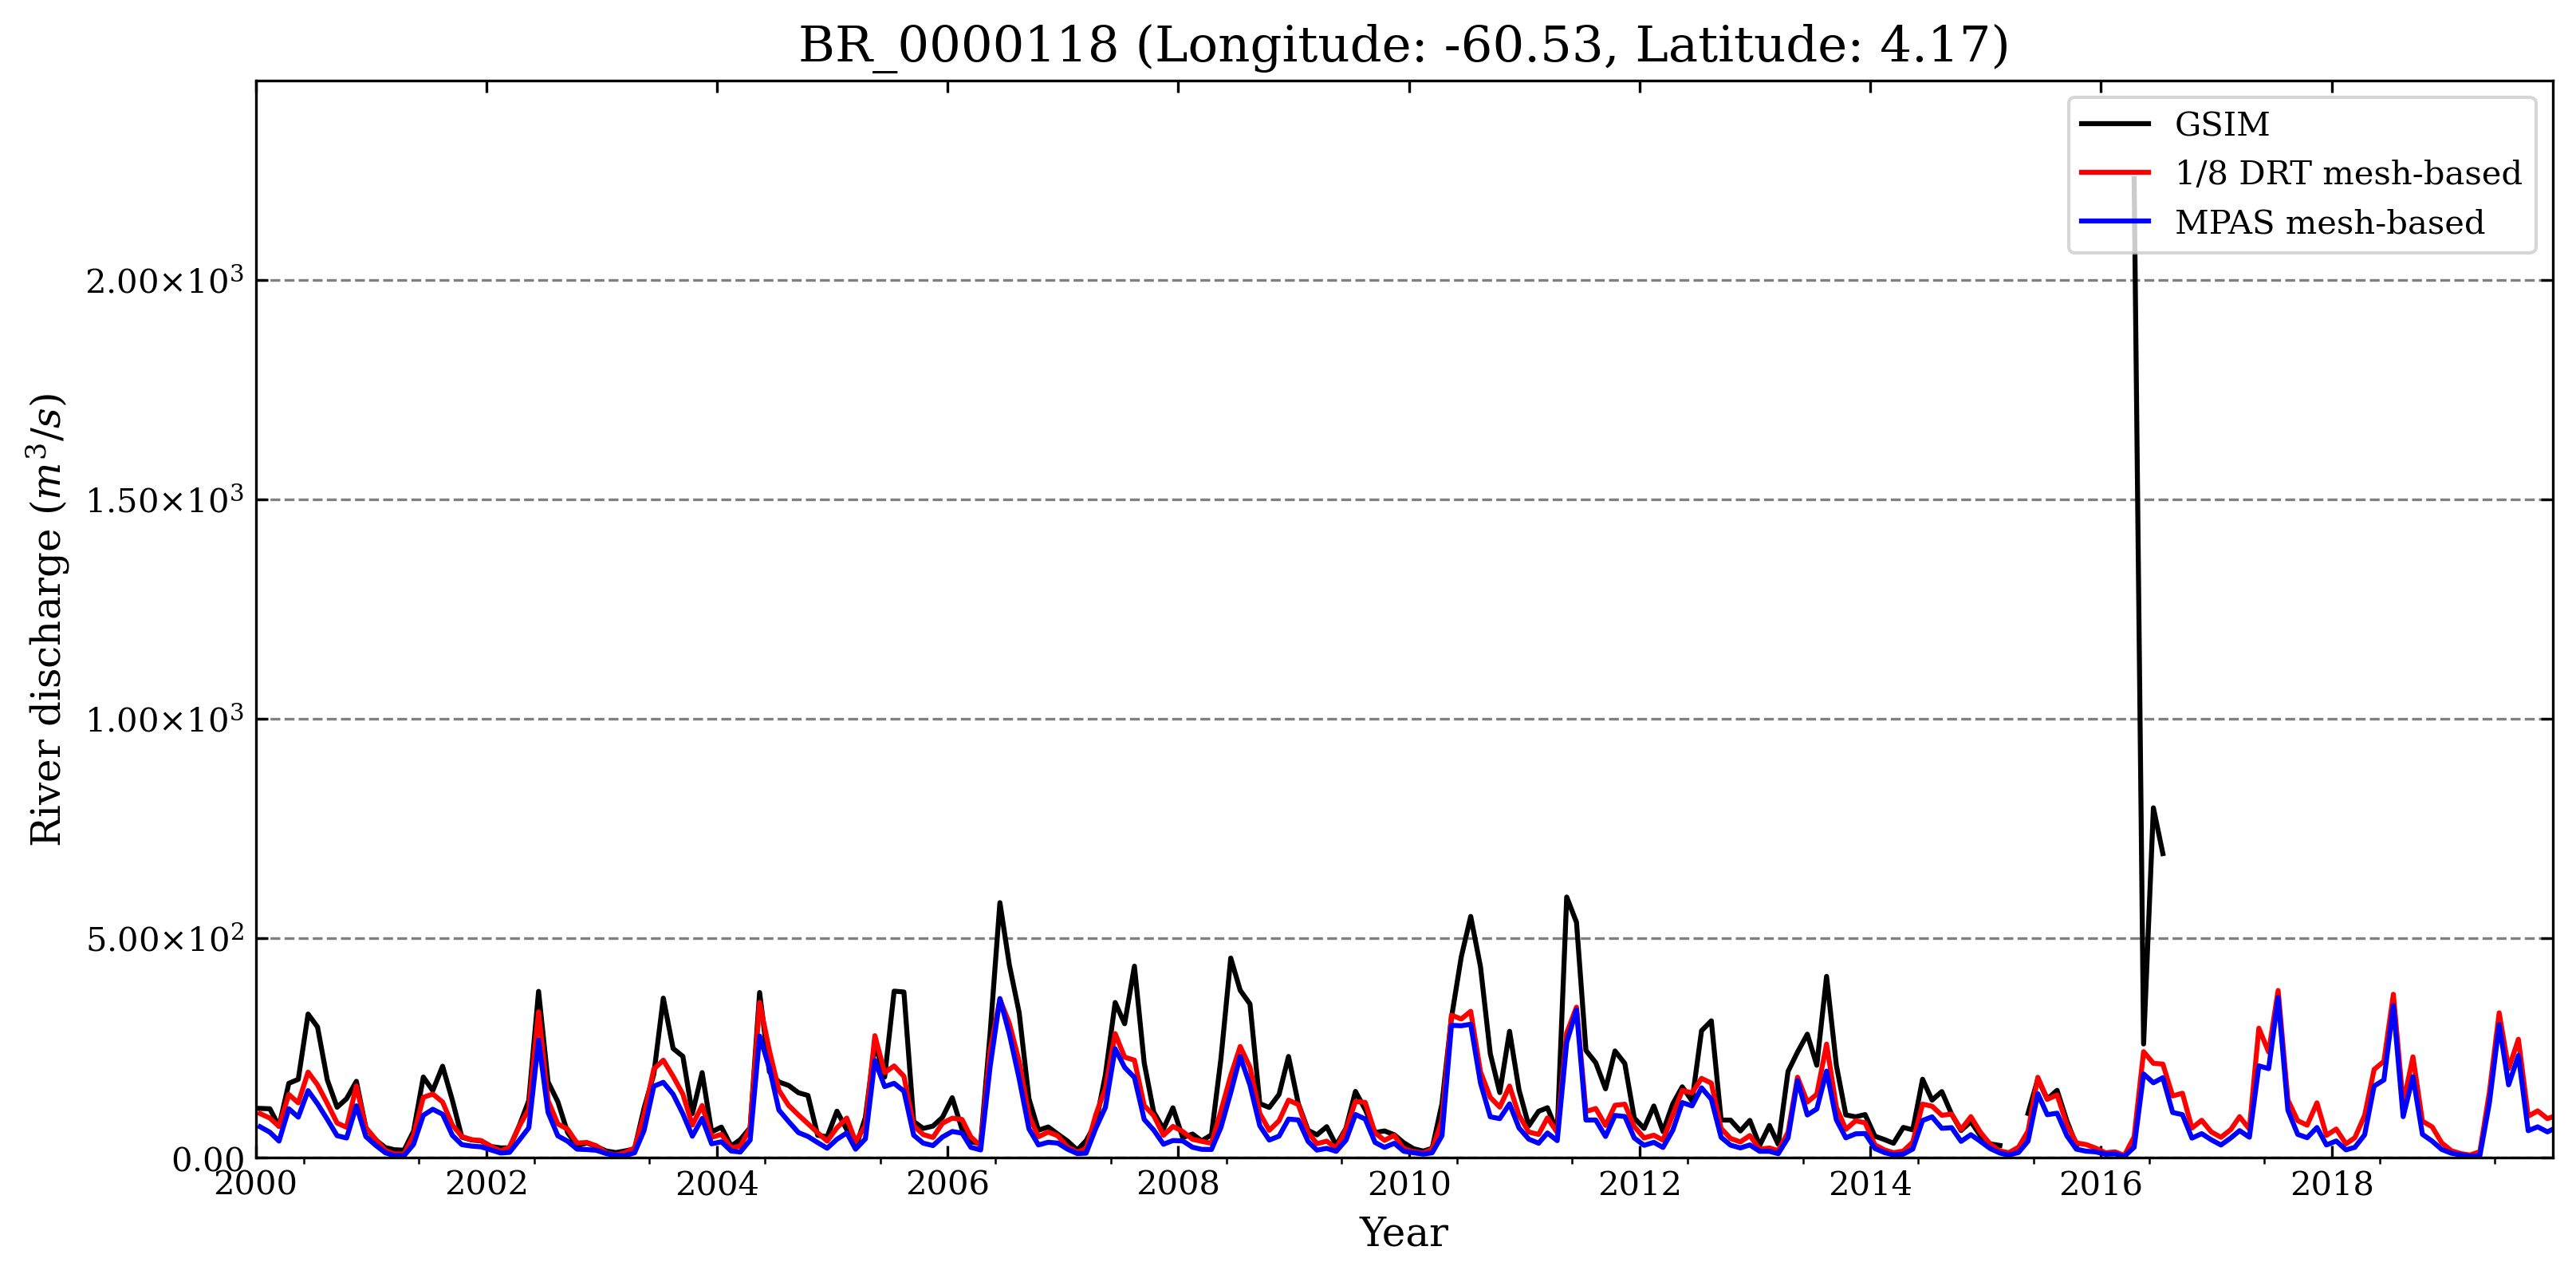 BR_0000118 (Longitude: -60.53, Latitude: 4.17)
GSIM
1/8 DRT mesh-based
MPAS mesh-based
River discharge (m³/s)
2.00×10³
1.50×10³
1.00×10³
5.00×10²
0.00
2000 2002 2004 2006 2008 2010 2012 2014 2016 2018
Year